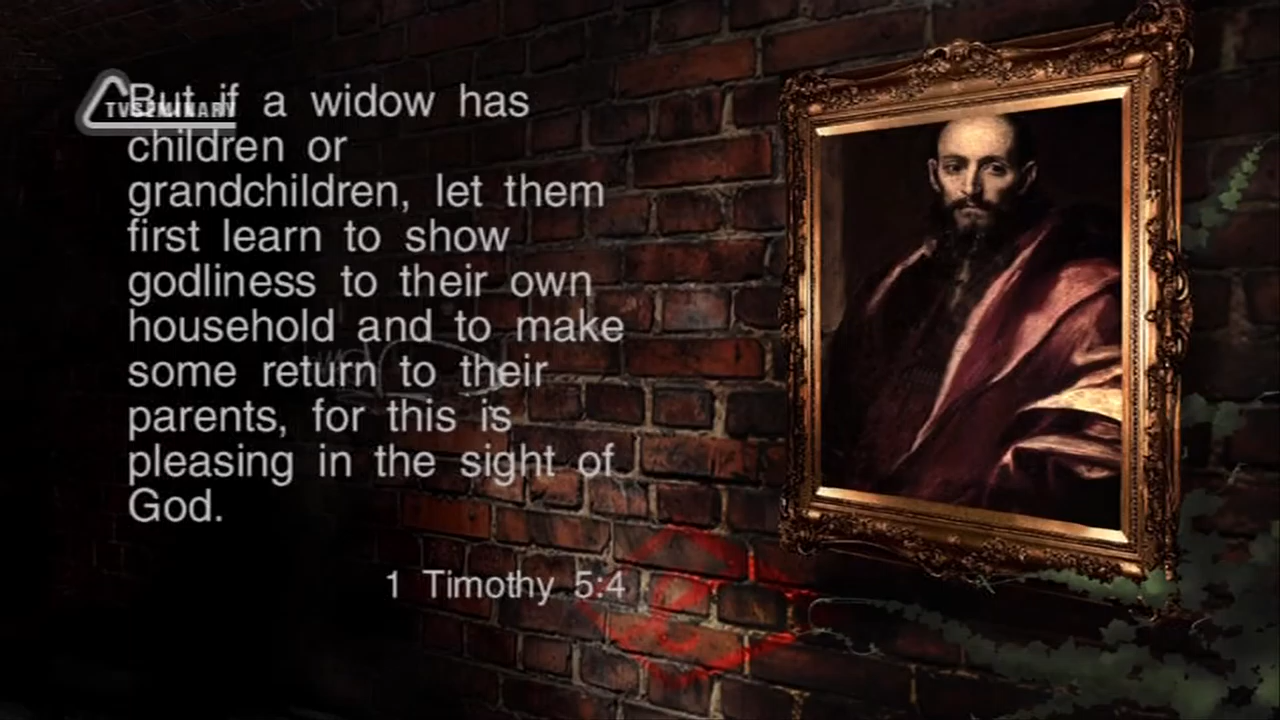 TVSEMINARY
But if a widow has
children or
grandchildren, let them
first learn to show
godliness to their own
household and to make
some return to their
parents, for this is
pleasing in the sight of
God.
1 Timothy 5:4